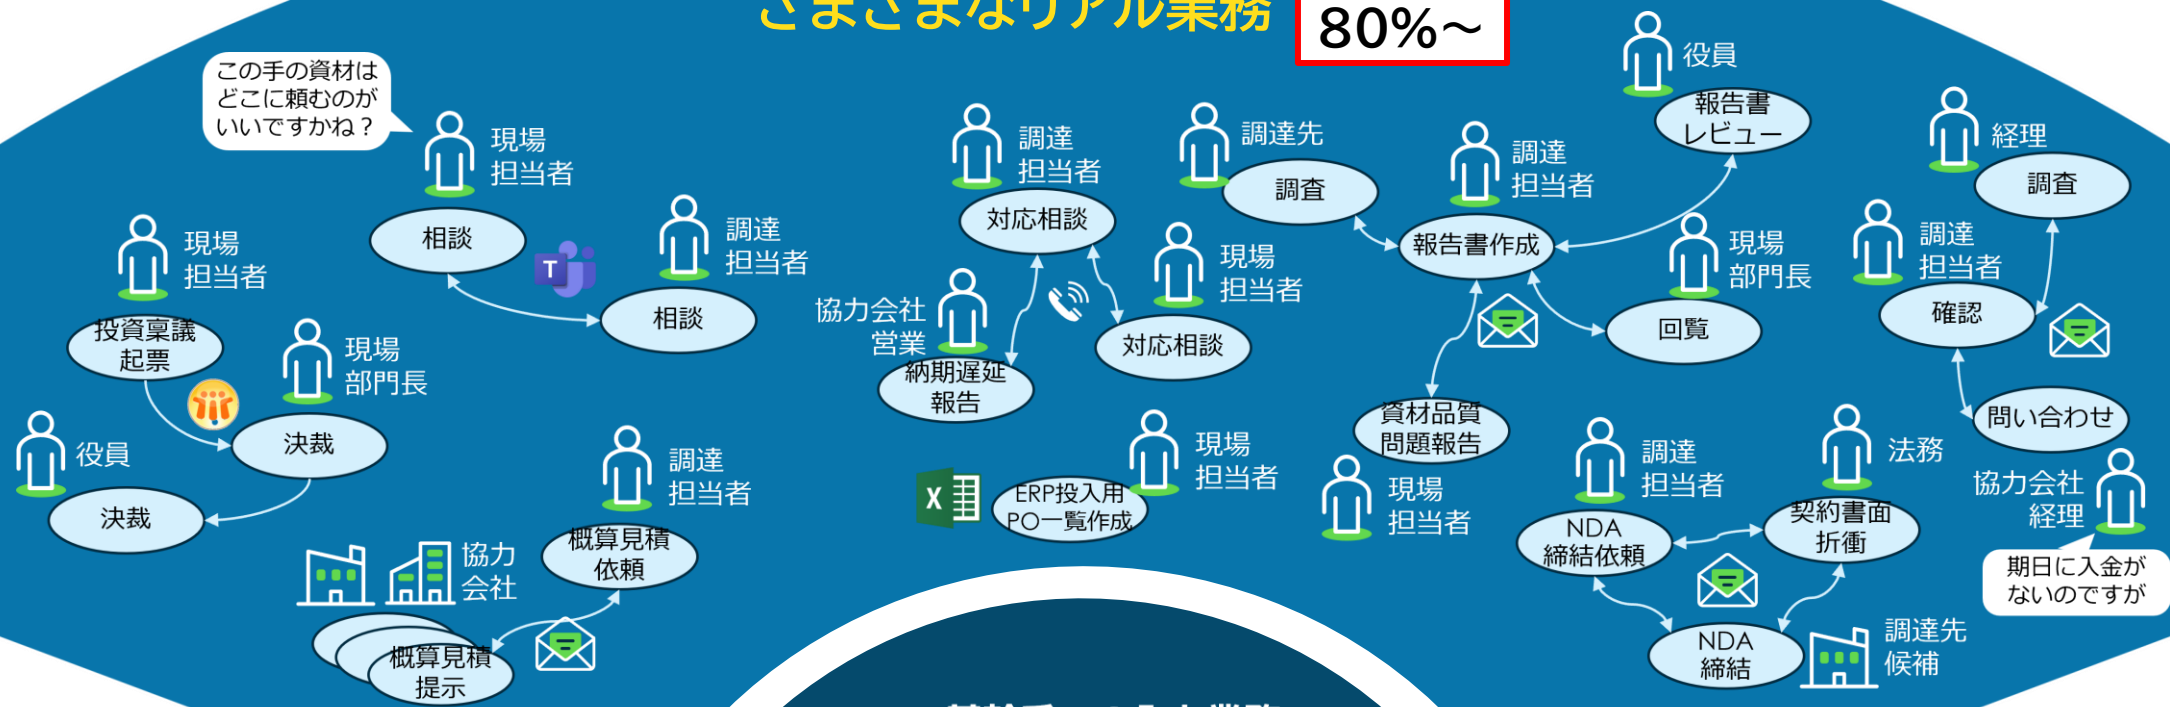 さまざまなリアル業務
80%～
この手の資材は
どこに頼むのが
いいですかね？
現場
担当者
相談
T
調達
担当者
相談
現場
担当者
投資稟議
起票
現場
部門長
決裁
役員
決裁
調達
担当者
概算見積
依頼
協力
会社
概算見積
提示
調達
担当者
対応相談
現場
担当者
対応相談
協力会社
営業
納期遅延
報告
X
ERP投入用
PO一覧作成
現場
担当者
調達先
調査
調達
担当者
報告書作成
役員
報告書
レビュー
現場
部門長
回覧
資材品質
問題報告
現場
担当者
経理
調査
調達
担当者
確認
問い合わせ
協力会社
経理
期日に入金が
ないのですが
調達
担当者
NDA
締結依頼
法務
契約書面
折衝
NDA
締結
調達先
候補